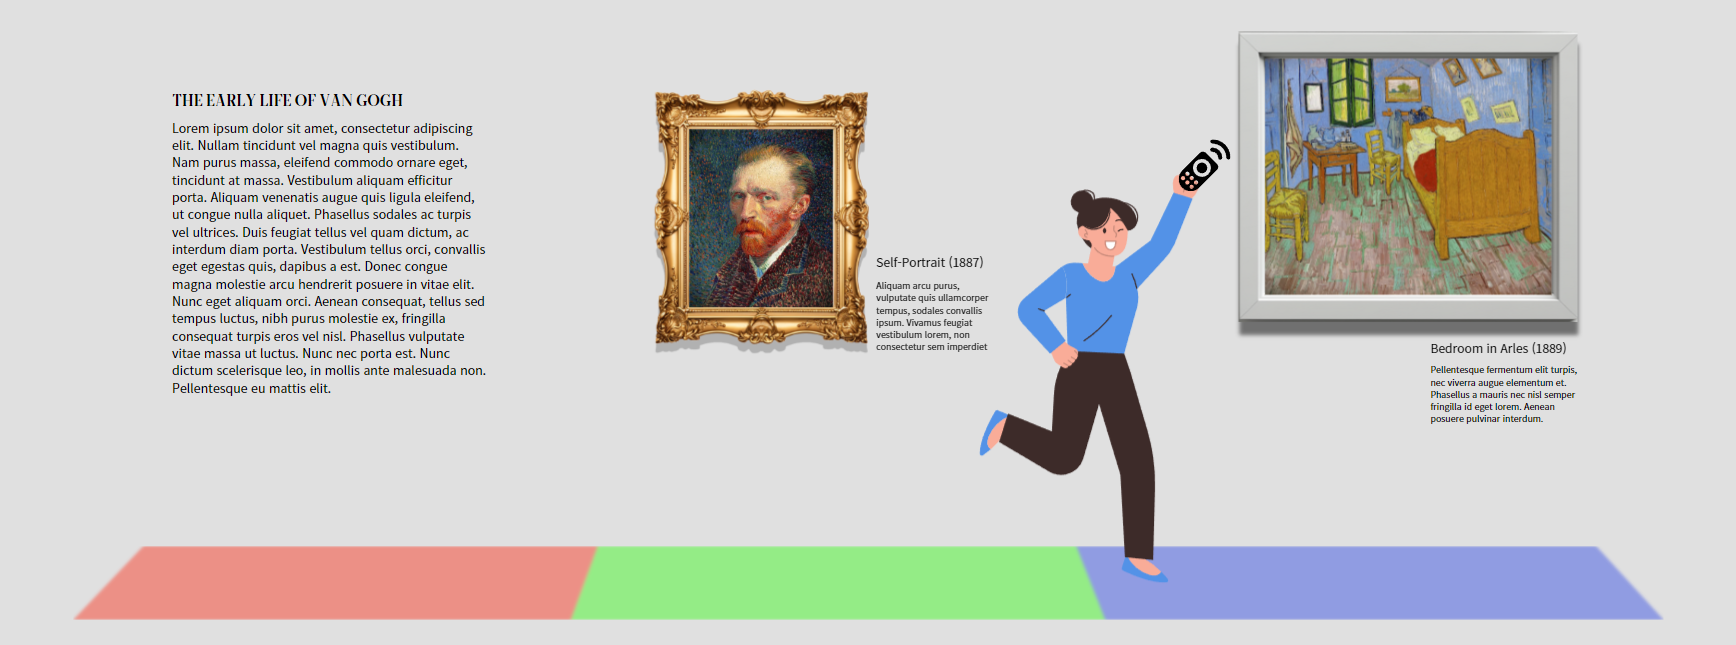 THE EARLY LIFE OF VAN GOGH
Lorem ipsum dolor sit amet, consectetur adipiscing
elit. Nullam tincidunt vel magna quis vestibulum.
Nam purus massa, eleifend commodo ornare eget,
tincidunt at massa. Vestibulum aliquam efficitur
porta. Aliquam venenatis augue quis ligula eleifend,
ut congue nulla aliquet. Phasellus sodales ac turpis
vel ultrices. Duis feugiat tellus vel quam dictum, ac
interdum diam porta. Vestibulum tellus orci, convallis
eget egestas quis, dapibus a est. Donec congue
magna molestie arcu hendrerit posuere in vitae elit.
Nunc eget aliquam orci. Aenean consequat, tellus sed
tempus luctus, nibh purus molestie ex, fringilla
consequat turpis eros vel nisl. Phasellus vulputate
vitae massa ut luctus. Nunc nec porta est. Nunc
dictum scelerisque leo, in mollis ante malesuada non.
Pellentesque eu mattis elit.
Self-Portrait (1887)
Aliquam arcu purus,
vulputate quis ullamcorper
tempus, sodales convallis
ipsum. Vivamus feugiat
vestibulum lorem, non
consectetur sem imperdiet
Bedroom in Arles (1889)
Pellentesque fermentum elit turpis,
nec viverra augue elementum et.
Phasellus a mauris nec nisl semper
fringilla id eget lorem. Aenean
posuere pulvinar interdum.